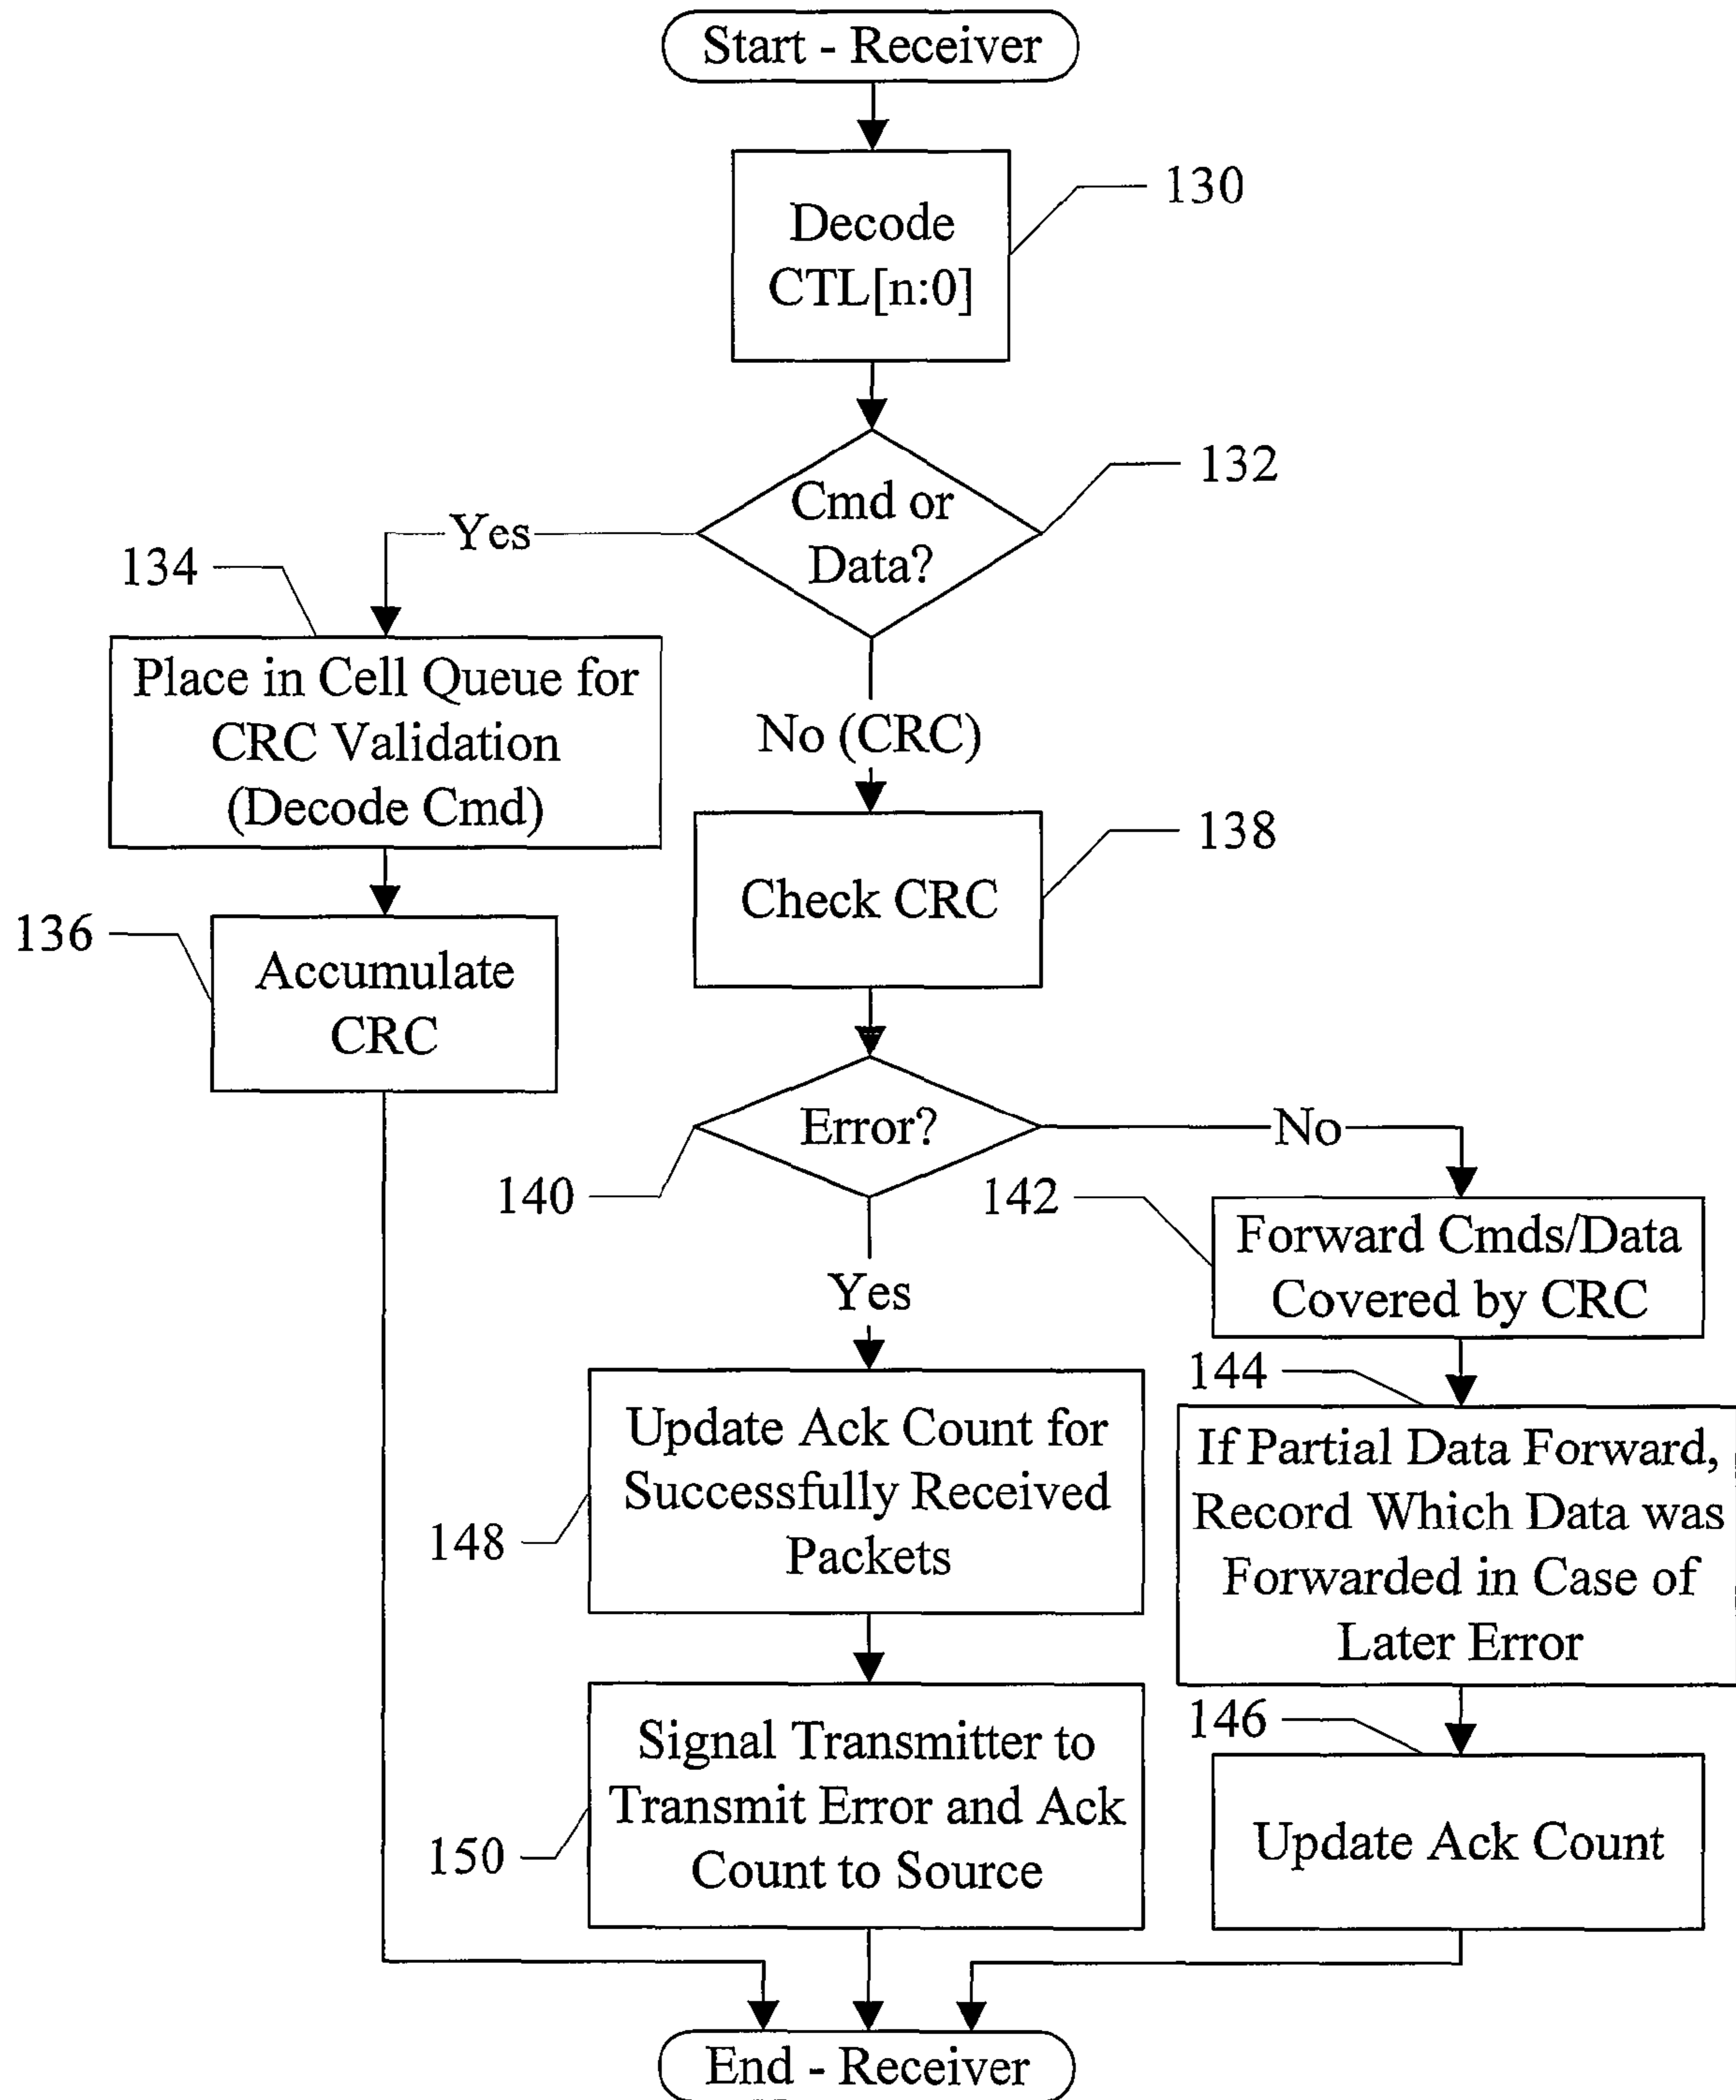 Start - Receiver
Decode
CTL[n:0]
130
Cmd or
Data?
132
Yes
134
Place in Cell Queue for
CRC Validation
(Decode Cmd)
No (CRC)
138
Check CRC
136
Accumulate
CRC
Error?
No
140
142
Forward Cmds/Data
Covered by CRC
Yes
144
If Partial Data Forward,
Record Which Data was
Forwarded in Case of
Later Error
Update Ack Count for
Successfully Received
Packets
148
146
Update Ack Count
Signal Transmitter to
Transmit Error and Ack
Count to Source
150
End - Receiver